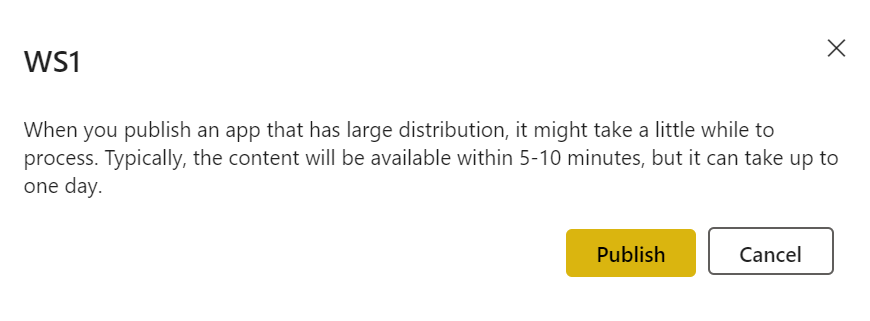 WS1
When you publish an app that has large distribution, it might take a little while to
process. Typically, the content will be available within 5-10 minutes, but it can take up to
one day.
Publish
Cancel